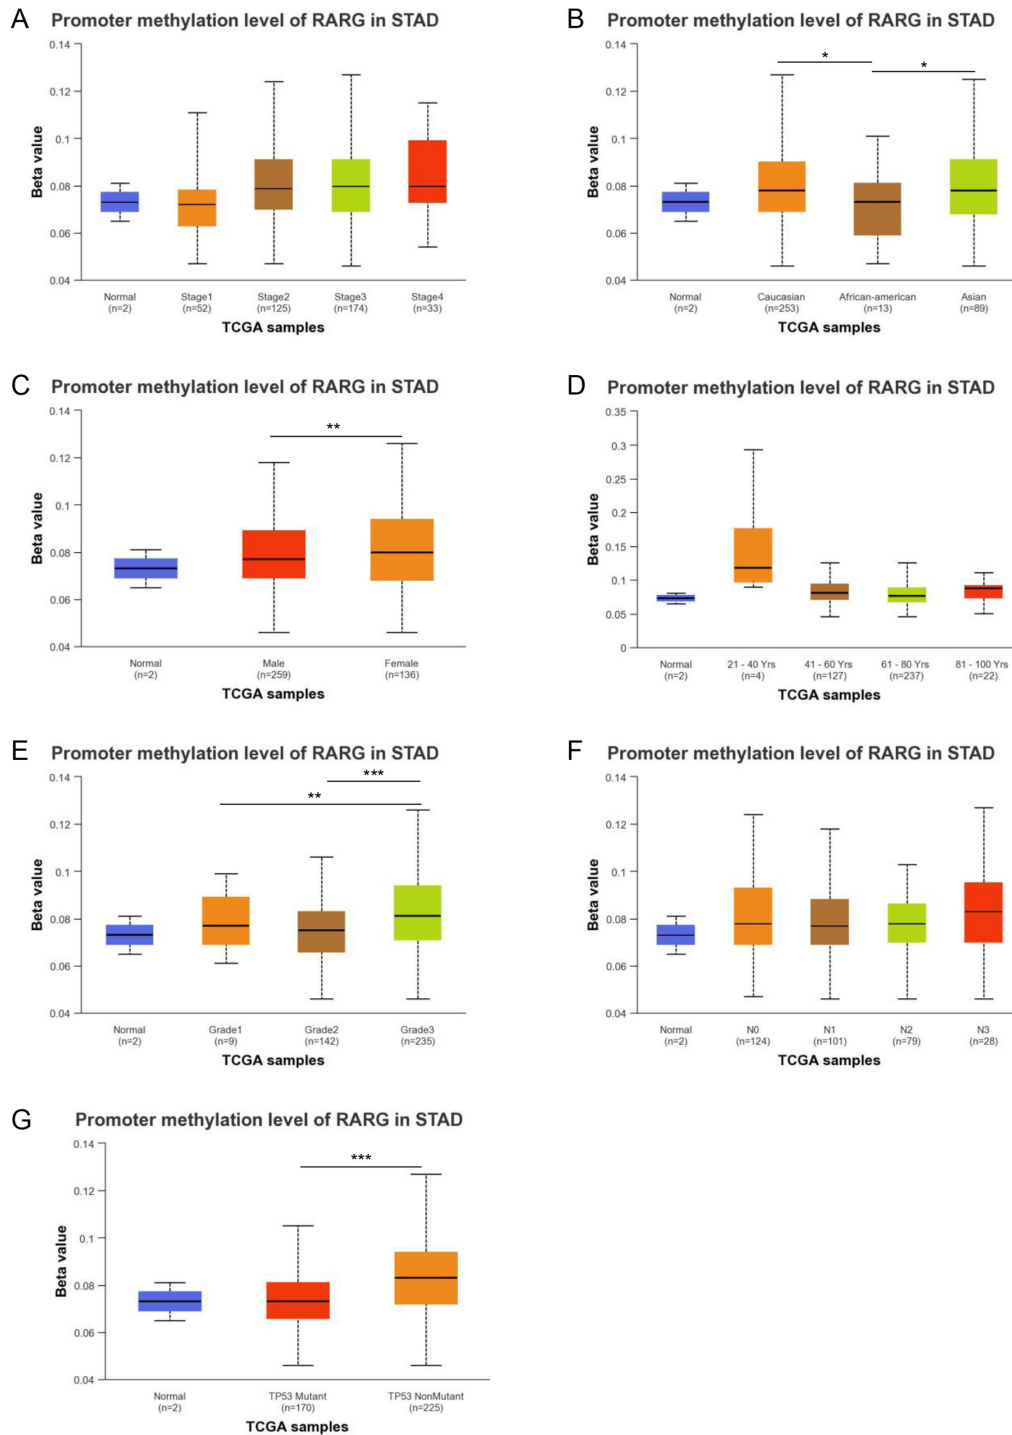 A
Promoter methylation level of RARG in STAD
Beta value
0.14
0.12
0.1
0.08
0.06
0.04
Normal
(n=2)
Stage1
(n=52)
Stage2
(n=125)
Stage3
(n=174)
Stage4
(n=33)
TCGA samples
B
Promoter methylation level of RARG in STAD
Beta value
0.14
0.12
0.1
0.08
0.06
0.04
*
*
Normal
(n=2)
Caucasian
(n=253)
African-american
(n=13)
Asian
(n=89)
TCGA samples
C
Promoter methylation level of RARG in STAD
Beta value
0.14
0.12
0.1
0.08
0.06
0.04
**
Normal
(n=2)
Male
(n=259)
Female
(n=136)
TCGA samples
D
Promoter methylation level of RARG in STAD
Beta value
0.35
0.3
0.25
0.2
0.15
0.1
0.05
0
Normal
(n=2)
21 - 40 Yrs
(n=4)
41 - 60 Yrs
(n=127)
61 - 80 Yrs
(n=237)
81 - 100 Yrs
(n=22)
TCGA samples
E
Promoter methylation level of RARG in STAD
Beta value
0.14
0.12
0.1
0.08
0.06
0.04
***
**
Normal
(n=2)
Grade1
(n=9)
Grade2
(n=142)
Grade3
(n=235)
TCGA samples
F
Promoter methylation level of RARG in STAD
Beta value
0.14
0.12
0.1
0.08
0.06
0.04
Normal
(n=2)
N0
(n=124)
N1
(n=101)
N2
(n=79)
N3
(n=28)
TCGA samples
G
Promoter methylation level of RARG in STAD
Beta value
0.14
0.12
0.1
0.08
0.06
0.04
***
Normal
(n=2)
TP53 Mutant
(n=170)
TP53 NonMutant
(n=225)
TCGA samples